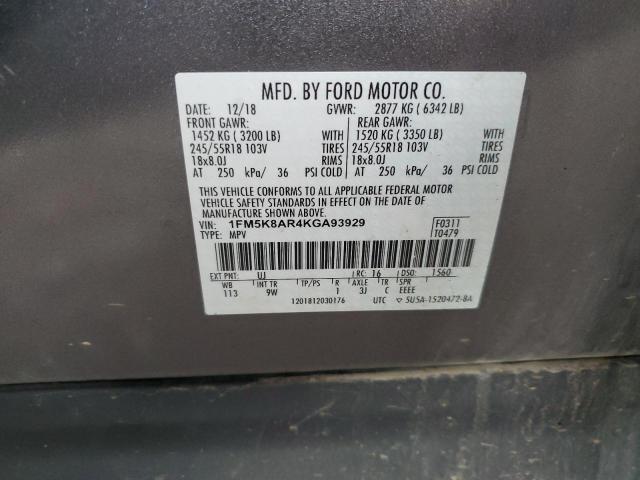 MFD. BY FORD MOTOR CO.
DATE: 12/18 GVWR: 2877 KG ( 6342 LB)
FRONT GAWR: REAR GAWR:
1452 KG ( 3200 LB) WITH 1520 KG ( 3350 LB) WITH
245/55R18 103V TIRES 245/55R18 103V TIRES
18x8.0J RIMS 18x8.0J RIMS
AT 250 kPa/ 36 PSI COLD AT 250 kPa/ 36 PSI COLD
THIS VEHICLE CONFORMS TO ALL APPLICABLE FEDERAL MOTOR
VEHICLE SAFETY STANDARDS IN EFFECT ON THE DATE OF
MANUFACTURE SHOWN ABOVE.
VIN: 1FM5K8AR4KGA93929 F0311
TYPE: MPV T0479
EXT PNT: UJ RC: 16 DSO: 1560
WB INT TR TP/PS R AXLE TR SPR
113 9W 1 3J C EEEE
1201812030176 UTC ▽ 5U5A-1520472-8A